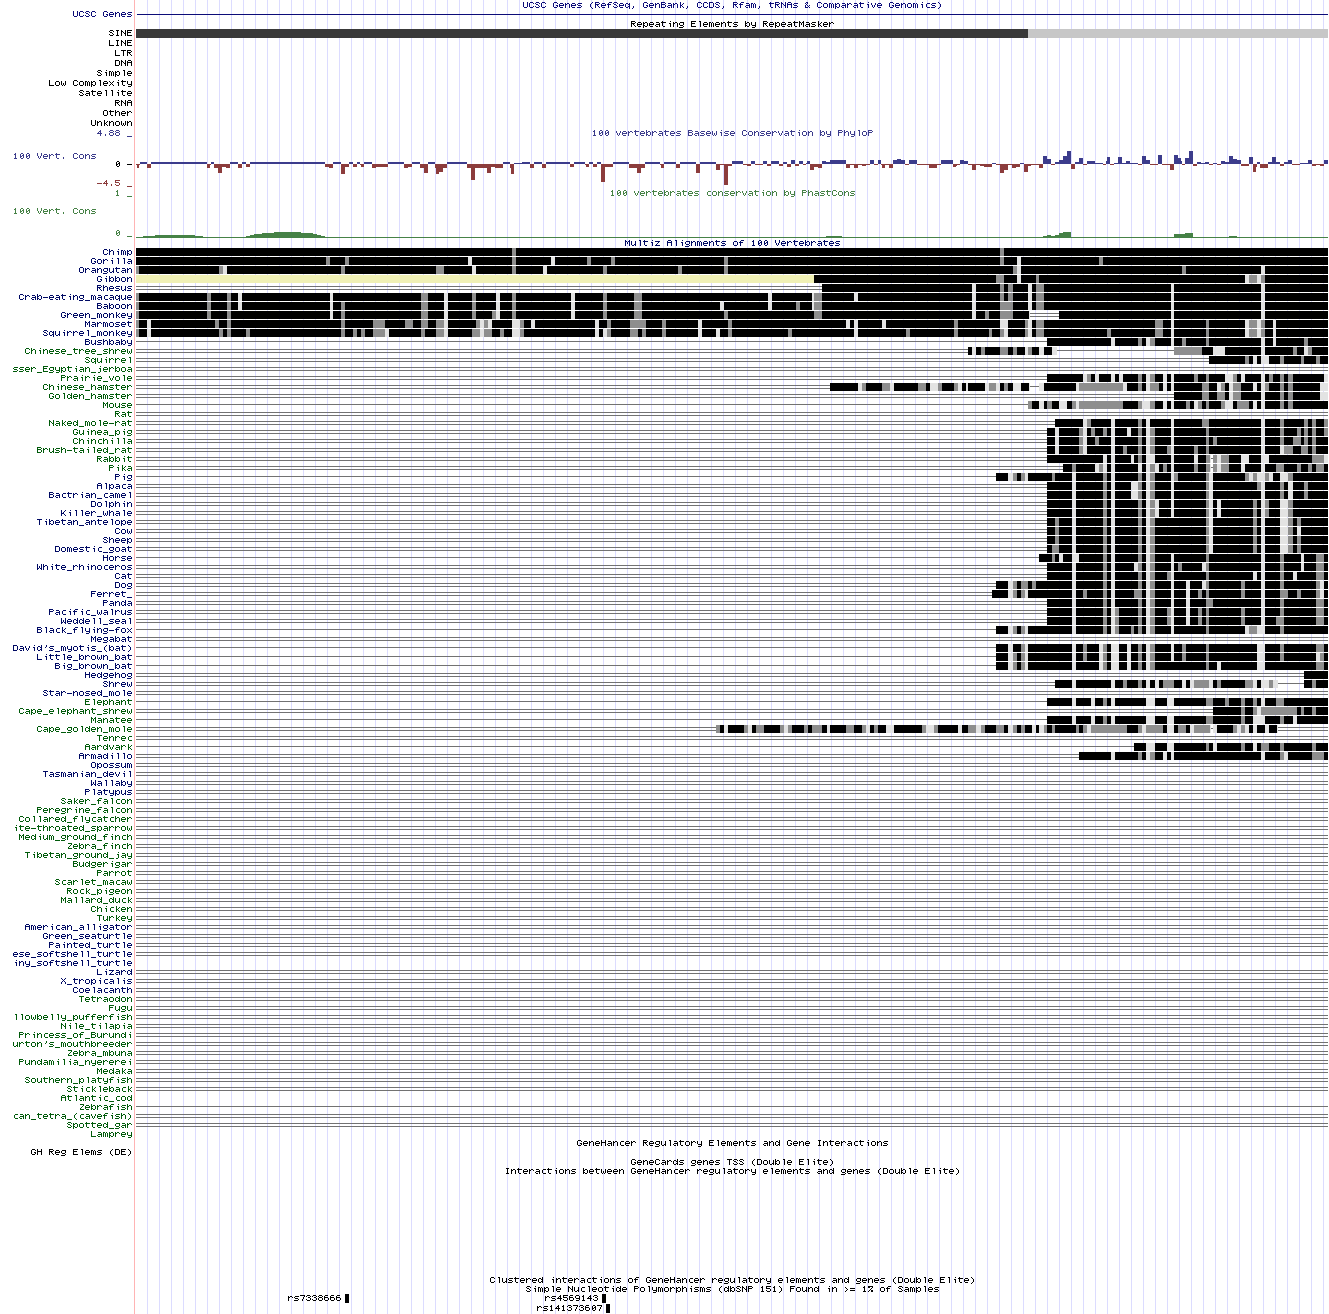 UCSC Genes (RefSeq, GenBank, CCDS, Rfam, tRNAs & Comparative Genomics)
UCSC Genes
Repeating Elements by RepeatMasker
SINE
LINE
LTR
DNA
Simple
Low Complexity
Satellite
RNA
Other
Unknown
4.88 _
100 vertebrates Basewise Conservation by PhyloP
100 Vert. Cons
0 -
-4.5 _
1 _
100 vertebrates conservation by PhastCons
100 Vert. Cons
0 _
Multiz Alignments of 100 Vertebrates
Chimp
Gorilla
Orangutan
Gibbon
Rhesus
Crab-eating_macaque
Baboon
Green_monkey
Marmoset
Squirrel_monkey
Bushbaby
Chinese_tree_shrew
Squirrel
sser_Egyptian_jerboa
Prairie_vole
Chinese_hamster
Golden_hamster
Mouse
Rat
Naked_mole-rat
Guinea_pig
Chinchilla
Brush-tailed_rat
Rabbit
Pika
Pig
Alpaca
Bactrian_camel
Dolphin
Killer_whale
Tibetan_antelope
Cow
Sheep
Domestic_goat
Horse
White_rhinoceros
Cat
Dog
Ferret_
Panda
Pacific_walrus
Weddell_seal
Black_flying-fox
Megabat
David's_myotis_(bat)
Little_brown_bat
Big_brown_bat
Hedgehog
Shrew
Star-nosed_mole
Elephant
Cape_elephant_shrew
Manatee
Cape_golden_mole
Tenrec
Aardvark
Armadillo
Opossum
Tasmanian_devil
Wallaby
Platypus
Saker_falcon
Peregrine_falcon
Collared_flycatcher
ite-throated_sparrow
Medium_ground_finch
Zebra_finch
Tibetan_ground_jay
Budgerigar
Parrot
Scarlet_macaw
Rock_pigeon
Mallard_duck
Chicken
Turkey
American_alligator
Green_seaturtle
Painted_turtle
ese_softshell_turtle
iny_softshell_turtle
Lizard
X_tropicalis
Coelacanth
Tetraodon
Fugu
llowbelly_pufferfish
Nile_tilapia
Princess_of_Burundi
urton's_mouthbreeder
Zebra_mbuna
Pundamilia_nyererei
Medaka
Southern_platyfish
Stickleback
Atlantic_cod
Zebrafish
can_tetra_(cavefish)
Spotted_gar
Lamprey
GeneHancer Regulatory Elements and Gene Interactions
GH Reg Elems (DE)
GeneCards genes TSS (Double Elite)
Interactions between GeneHancer regulatory elements and genes (Double Elite)
Clustered interactions of GeneHancer regulatory elements and genes (Double Elite)
Simple Nucleotide Polymorphisms (dbSNP 151) Found in >= 1% of Samples
rs7338666
rs4569143
rs141373607